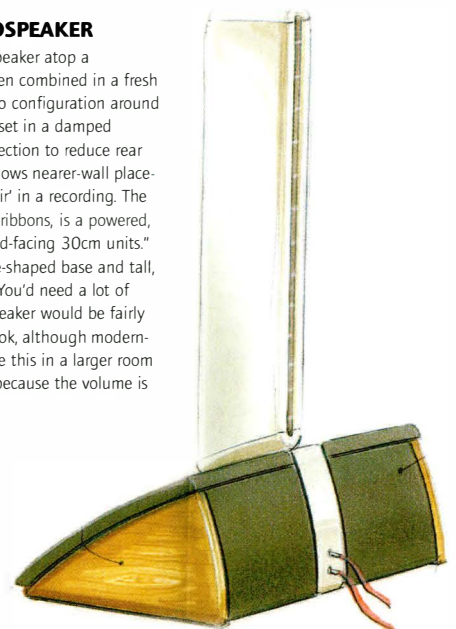 DSPEAKER
peaker atop a
en combined in a fresh
o configuration around
set in a damped
ection to reduce rear
ows nearer-wall place-
ir' in a recording. The
ribbons, is a powered,
d-facing 30cm units."
e-shaped base and tall,
You'd need a lot of
eaker would be fairly
ok, although modern-
e this in a larger room
because the volume is